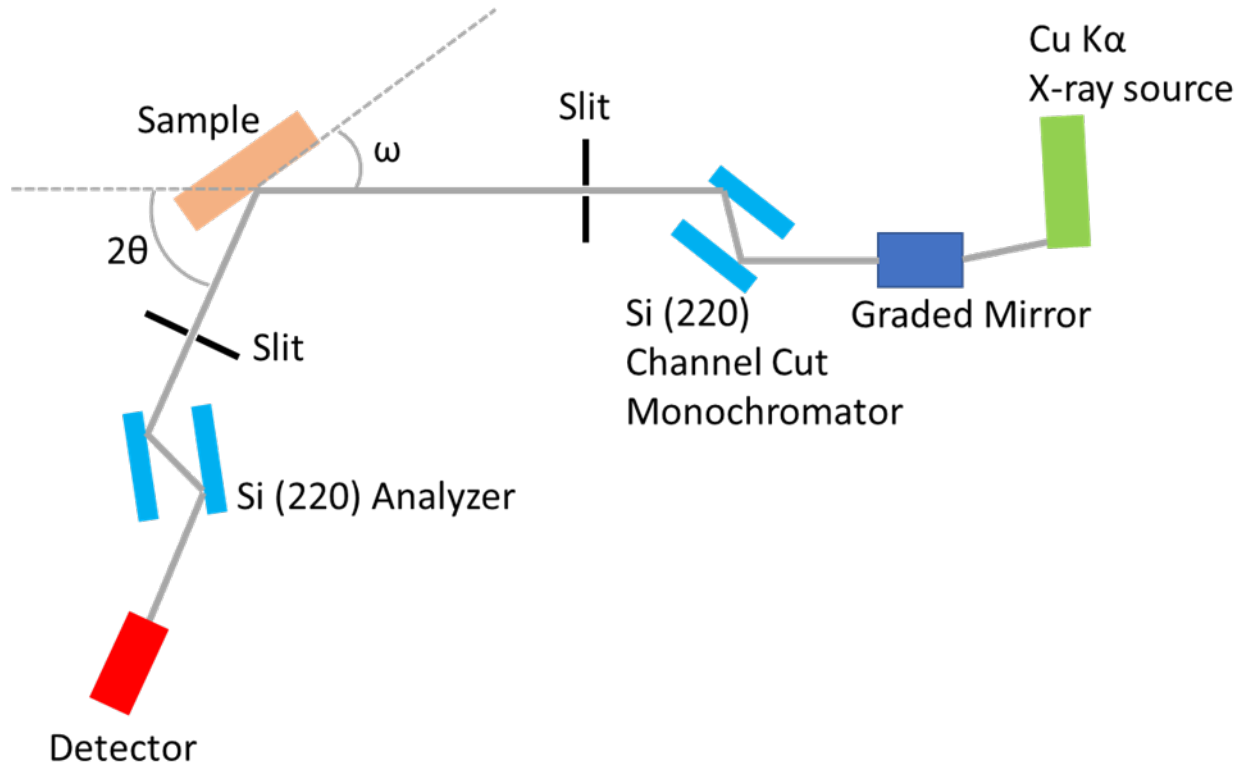 Cu Kα
X-ray source
Slit
Sample
ω
2θ
Si (220)
Channel Cut
Monochromator
Graded Mirror
Slit
Si (220) Analyzer
Detector